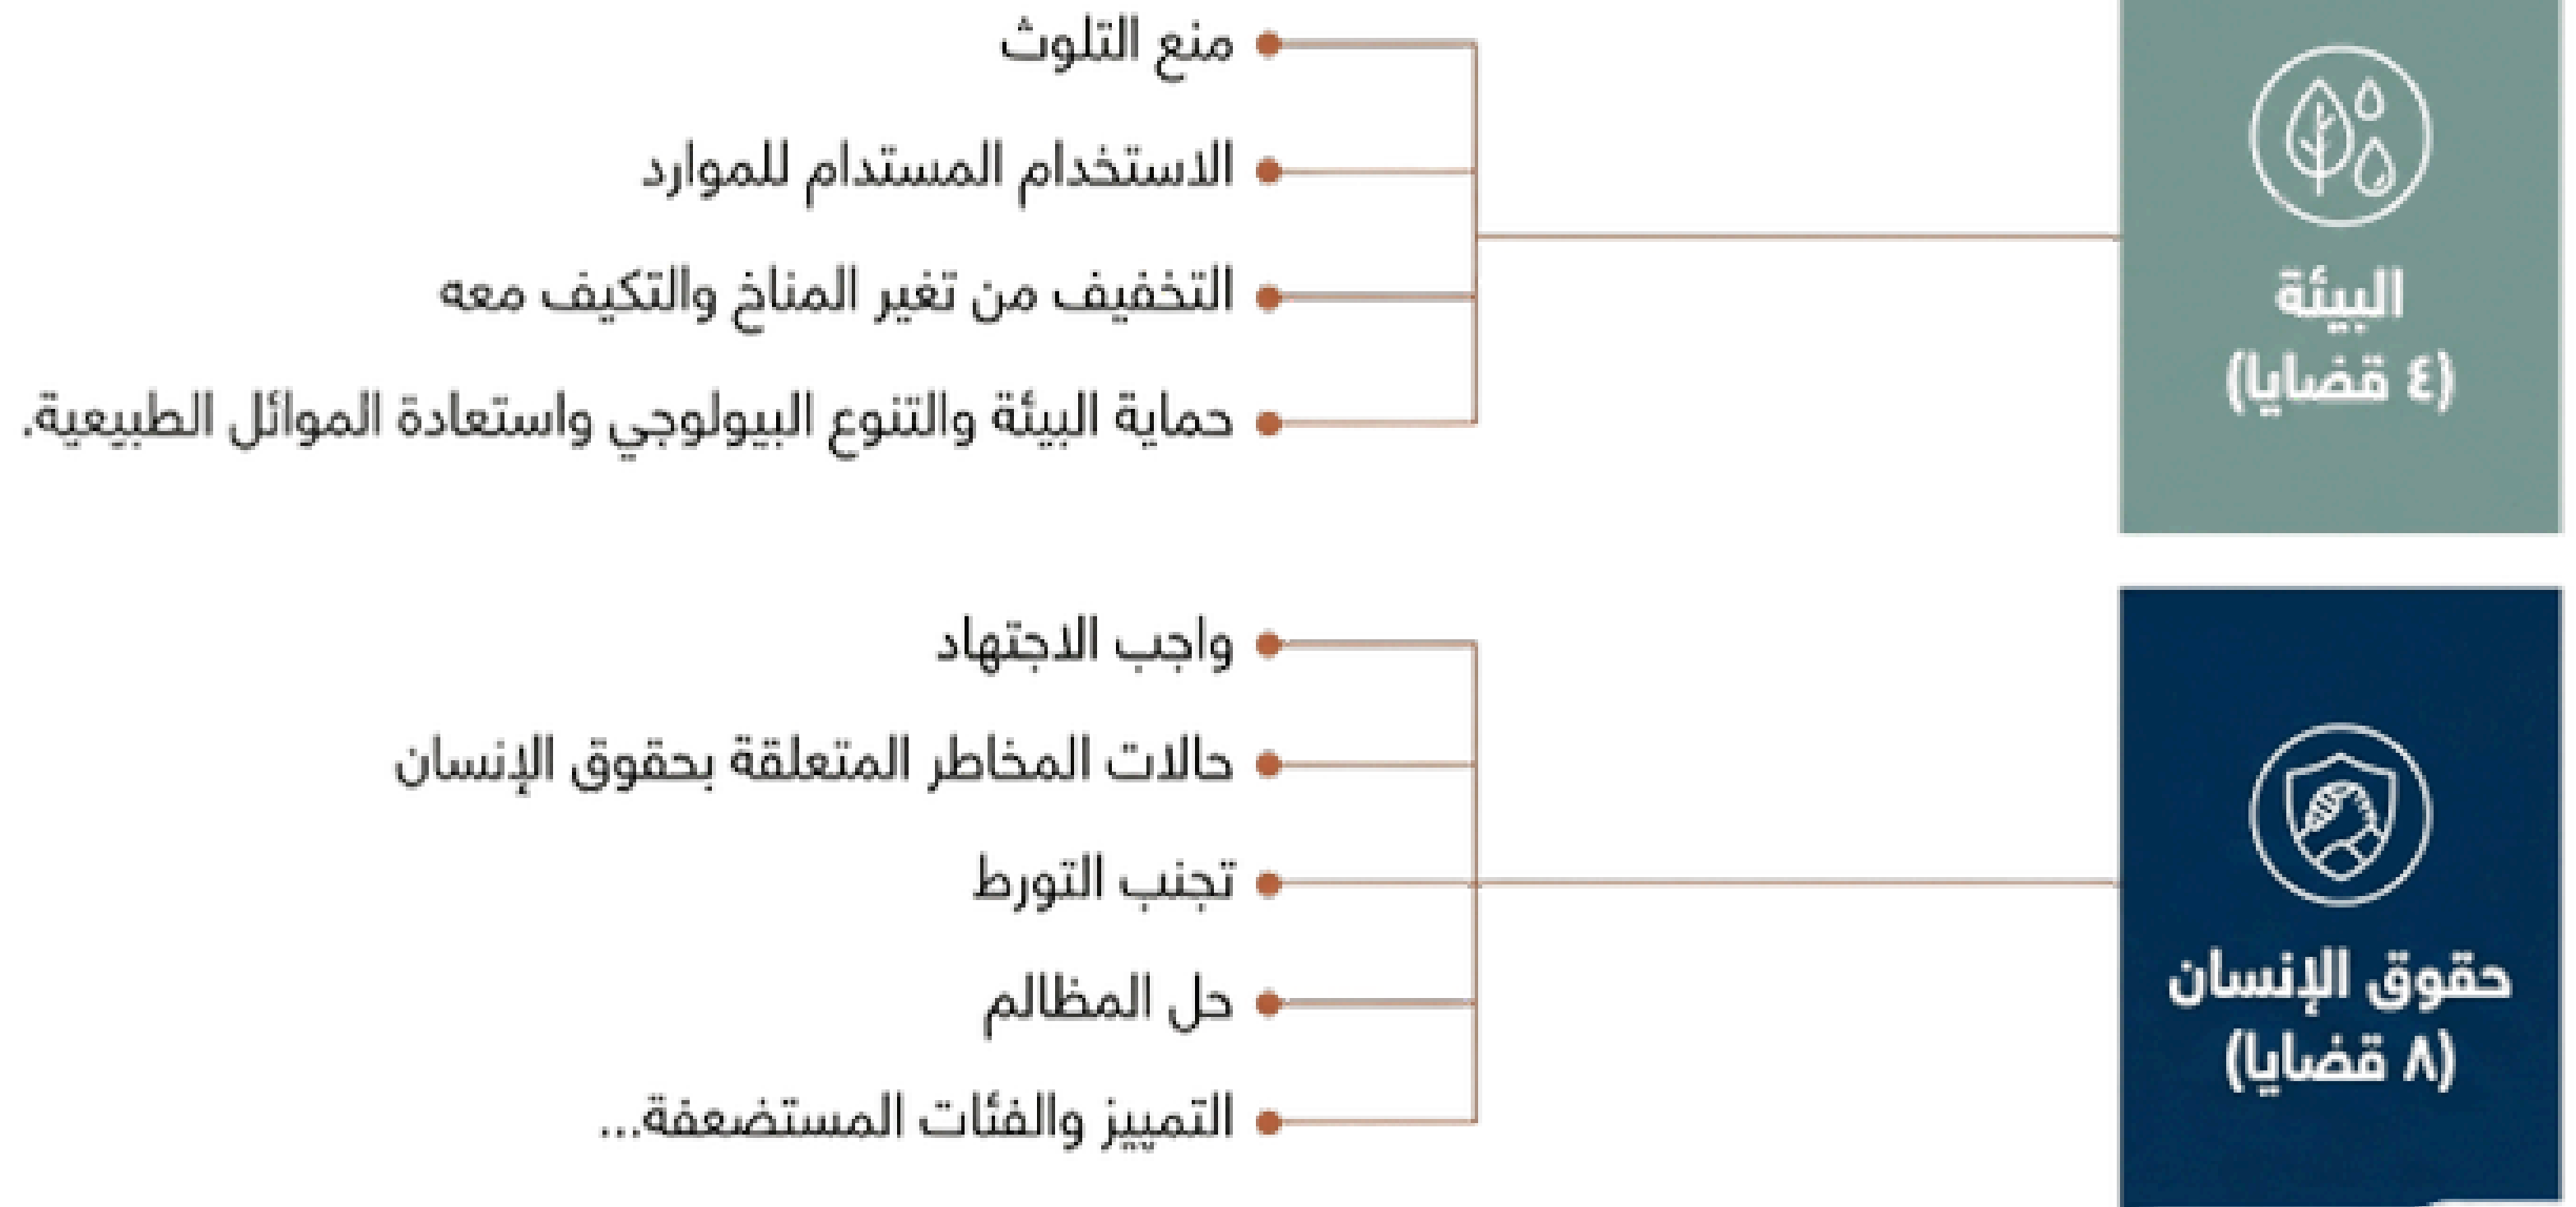 البيئة
(٤ قضايا)
منع التلوث
الاستخدام المستدام للموارد
التخفيف من تغير المناخ والتكيف معه
حماية البيئة والتنوع البيولوجي واستعادة الموائل الطبيعية.
حقوق الإنسان
(٨ قضايا)
واجب الاجتهاد
حالات المخاطر المتعلقة بحقوق الإنسان
تجنب التورط
حل المظالم
التمييز والفئات المستضعفة...